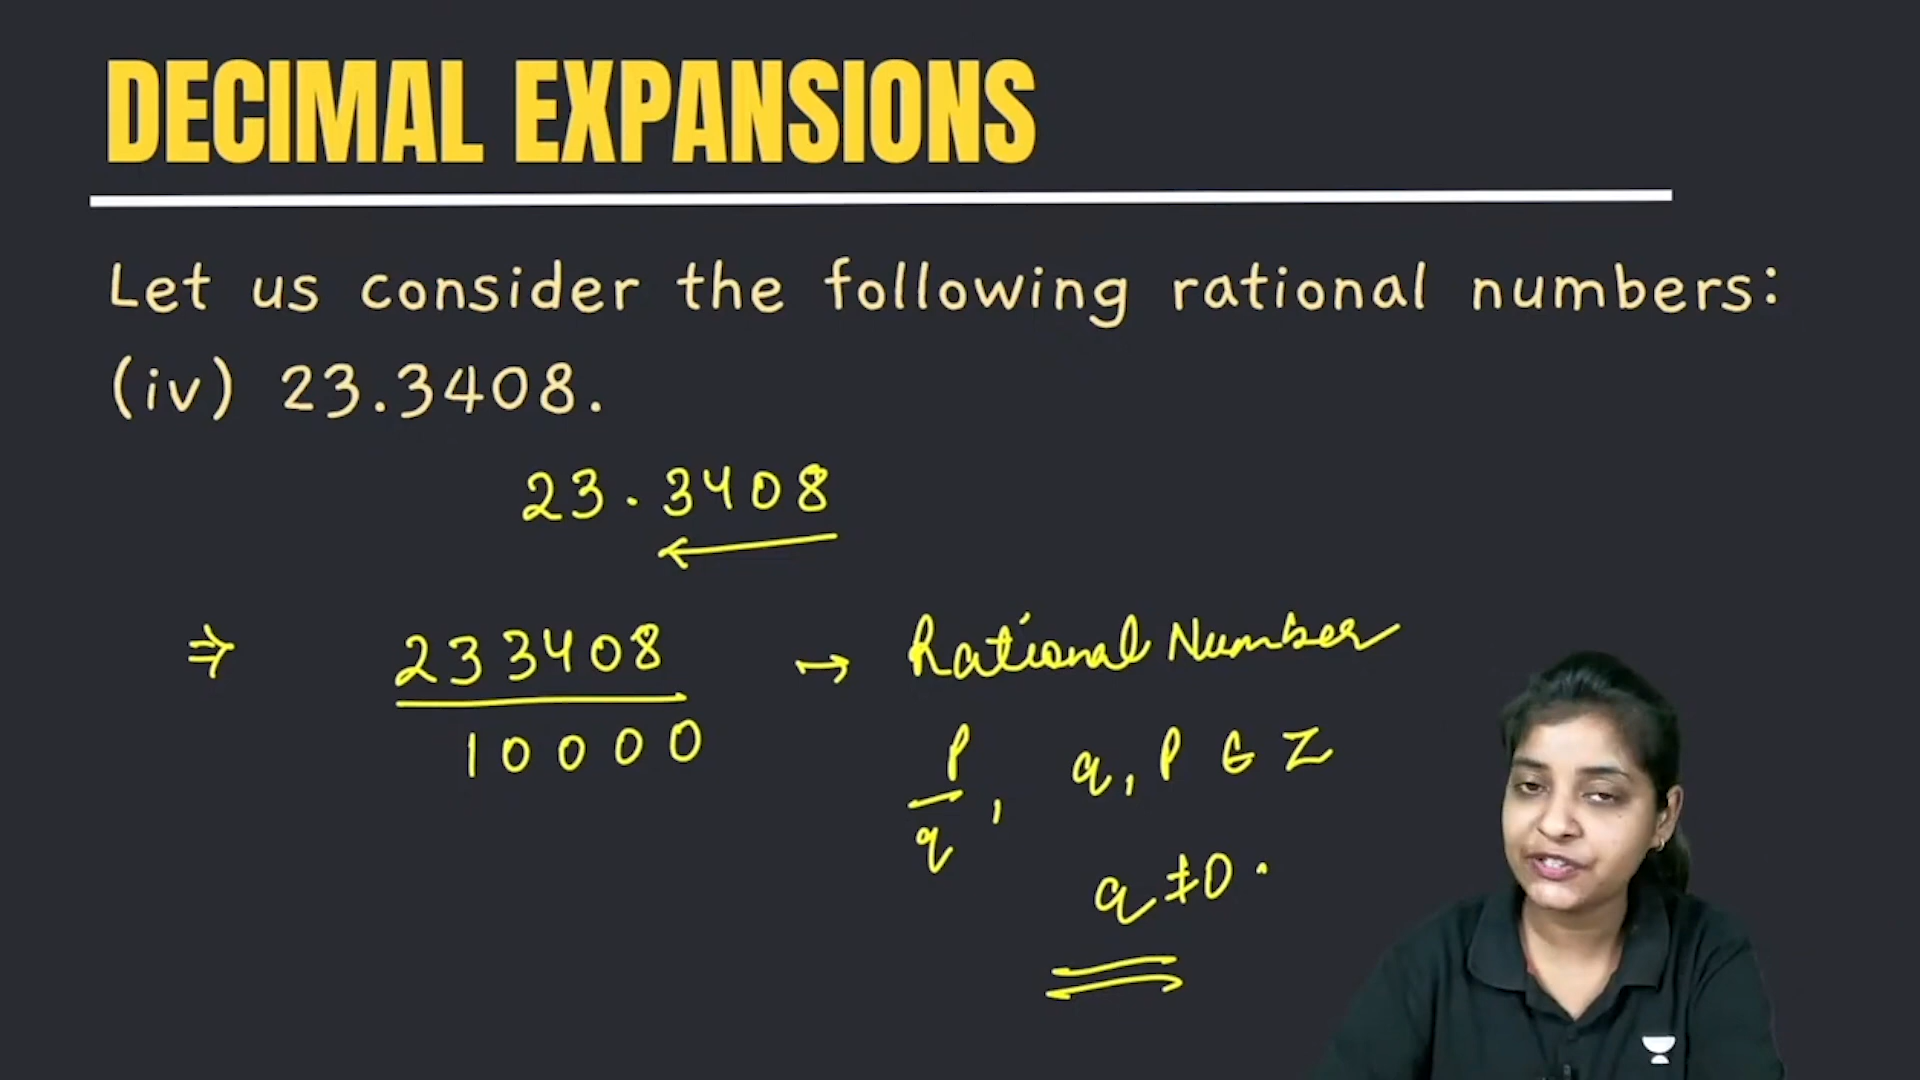 DECIMAL EXPANSIONS
Let us consider the following rational numbers:
(iv) 23.3408.
23.3408
⇒ 233408 → Rational Number
10000
p
q , q, p ∈ Z
q ≠ 0.